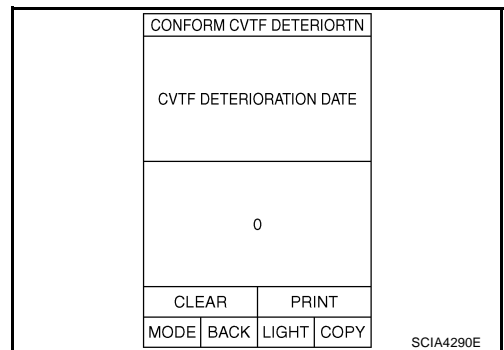 CONFORM CVTF DETERIORTN
CVTF DETERIORATION DATE
0
CLEAR PRINT
MODE BACK LIGHT COPY
SCIA4290E